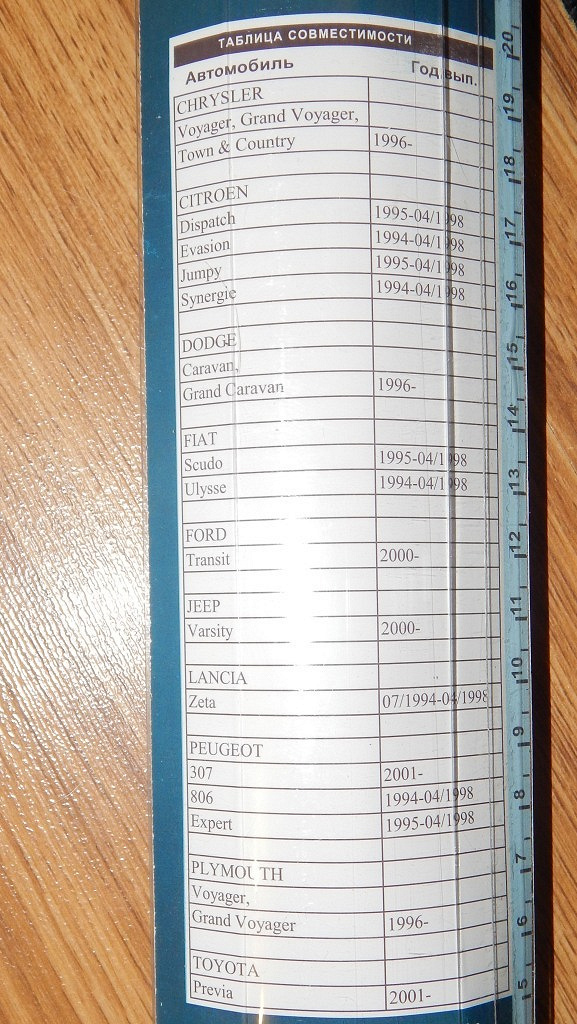 ТАБЛИЦА СОВМЕСТИМОСТИ
Автомобиль Год вып.
CHRYSLER
Voyager, Grand Voyager,
Town & Country 1996-
CITROEN
Dispatch 1995-04/1998
Evasion 1994-04/1998
Jumpy 1995-04/1998
Synergie 1994-04/1998
DODGE
Caravan,
Grand Caravan 1996-
FIAT
Scudo 1995-04/1998
Ulysse 1994-04/1998
FORD
Transit 2000-
JEEP
Varsity 2000-
LANCIA
Zeta 07/1994-04/1998
PEUGEOT
307 2001-
806 1994-04/1998
Expert 1995-04/1998
PLYMOUTH
Voyager,
Grand Voyager 1996-
TOYOTA
Previa 2001-
20
19
18
17
16
15
14
13
12
11
10
9
8
7
6
5